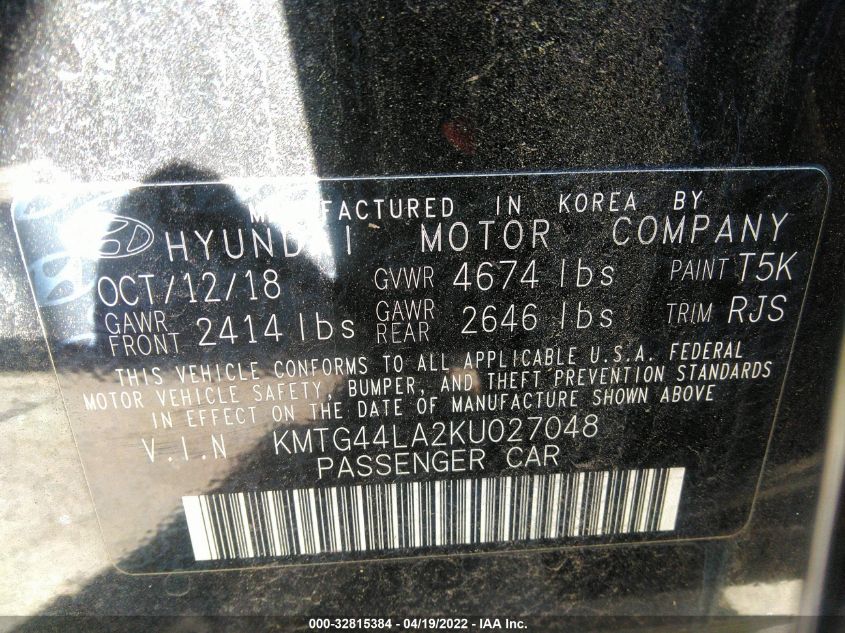 MANUFACTURED IN KOREA BY
HYUNDAI MOTOR COMPANY
OCT/12/18 GVWR 4674 lbs PAINT T5K
GAWR FRONT 2414 lbs GAWR REAR 2646 lbs TRIM RJS
THIS VEHICLE CONFORMS TO ALL APPLICABLE U.S.A. FEDERAL
MOTOR VEHICLE SAFETY, BUMPER, AND THEFT PREVENTION STANDARDS
IN EFFECT ON THE DATE OF MANUFACTURE SHOWN ABOVE
V.I.N KMTG44LA2KU027048
PASSENGER CAR
000-32815384 - 04/19/2022 - IAA Inc.